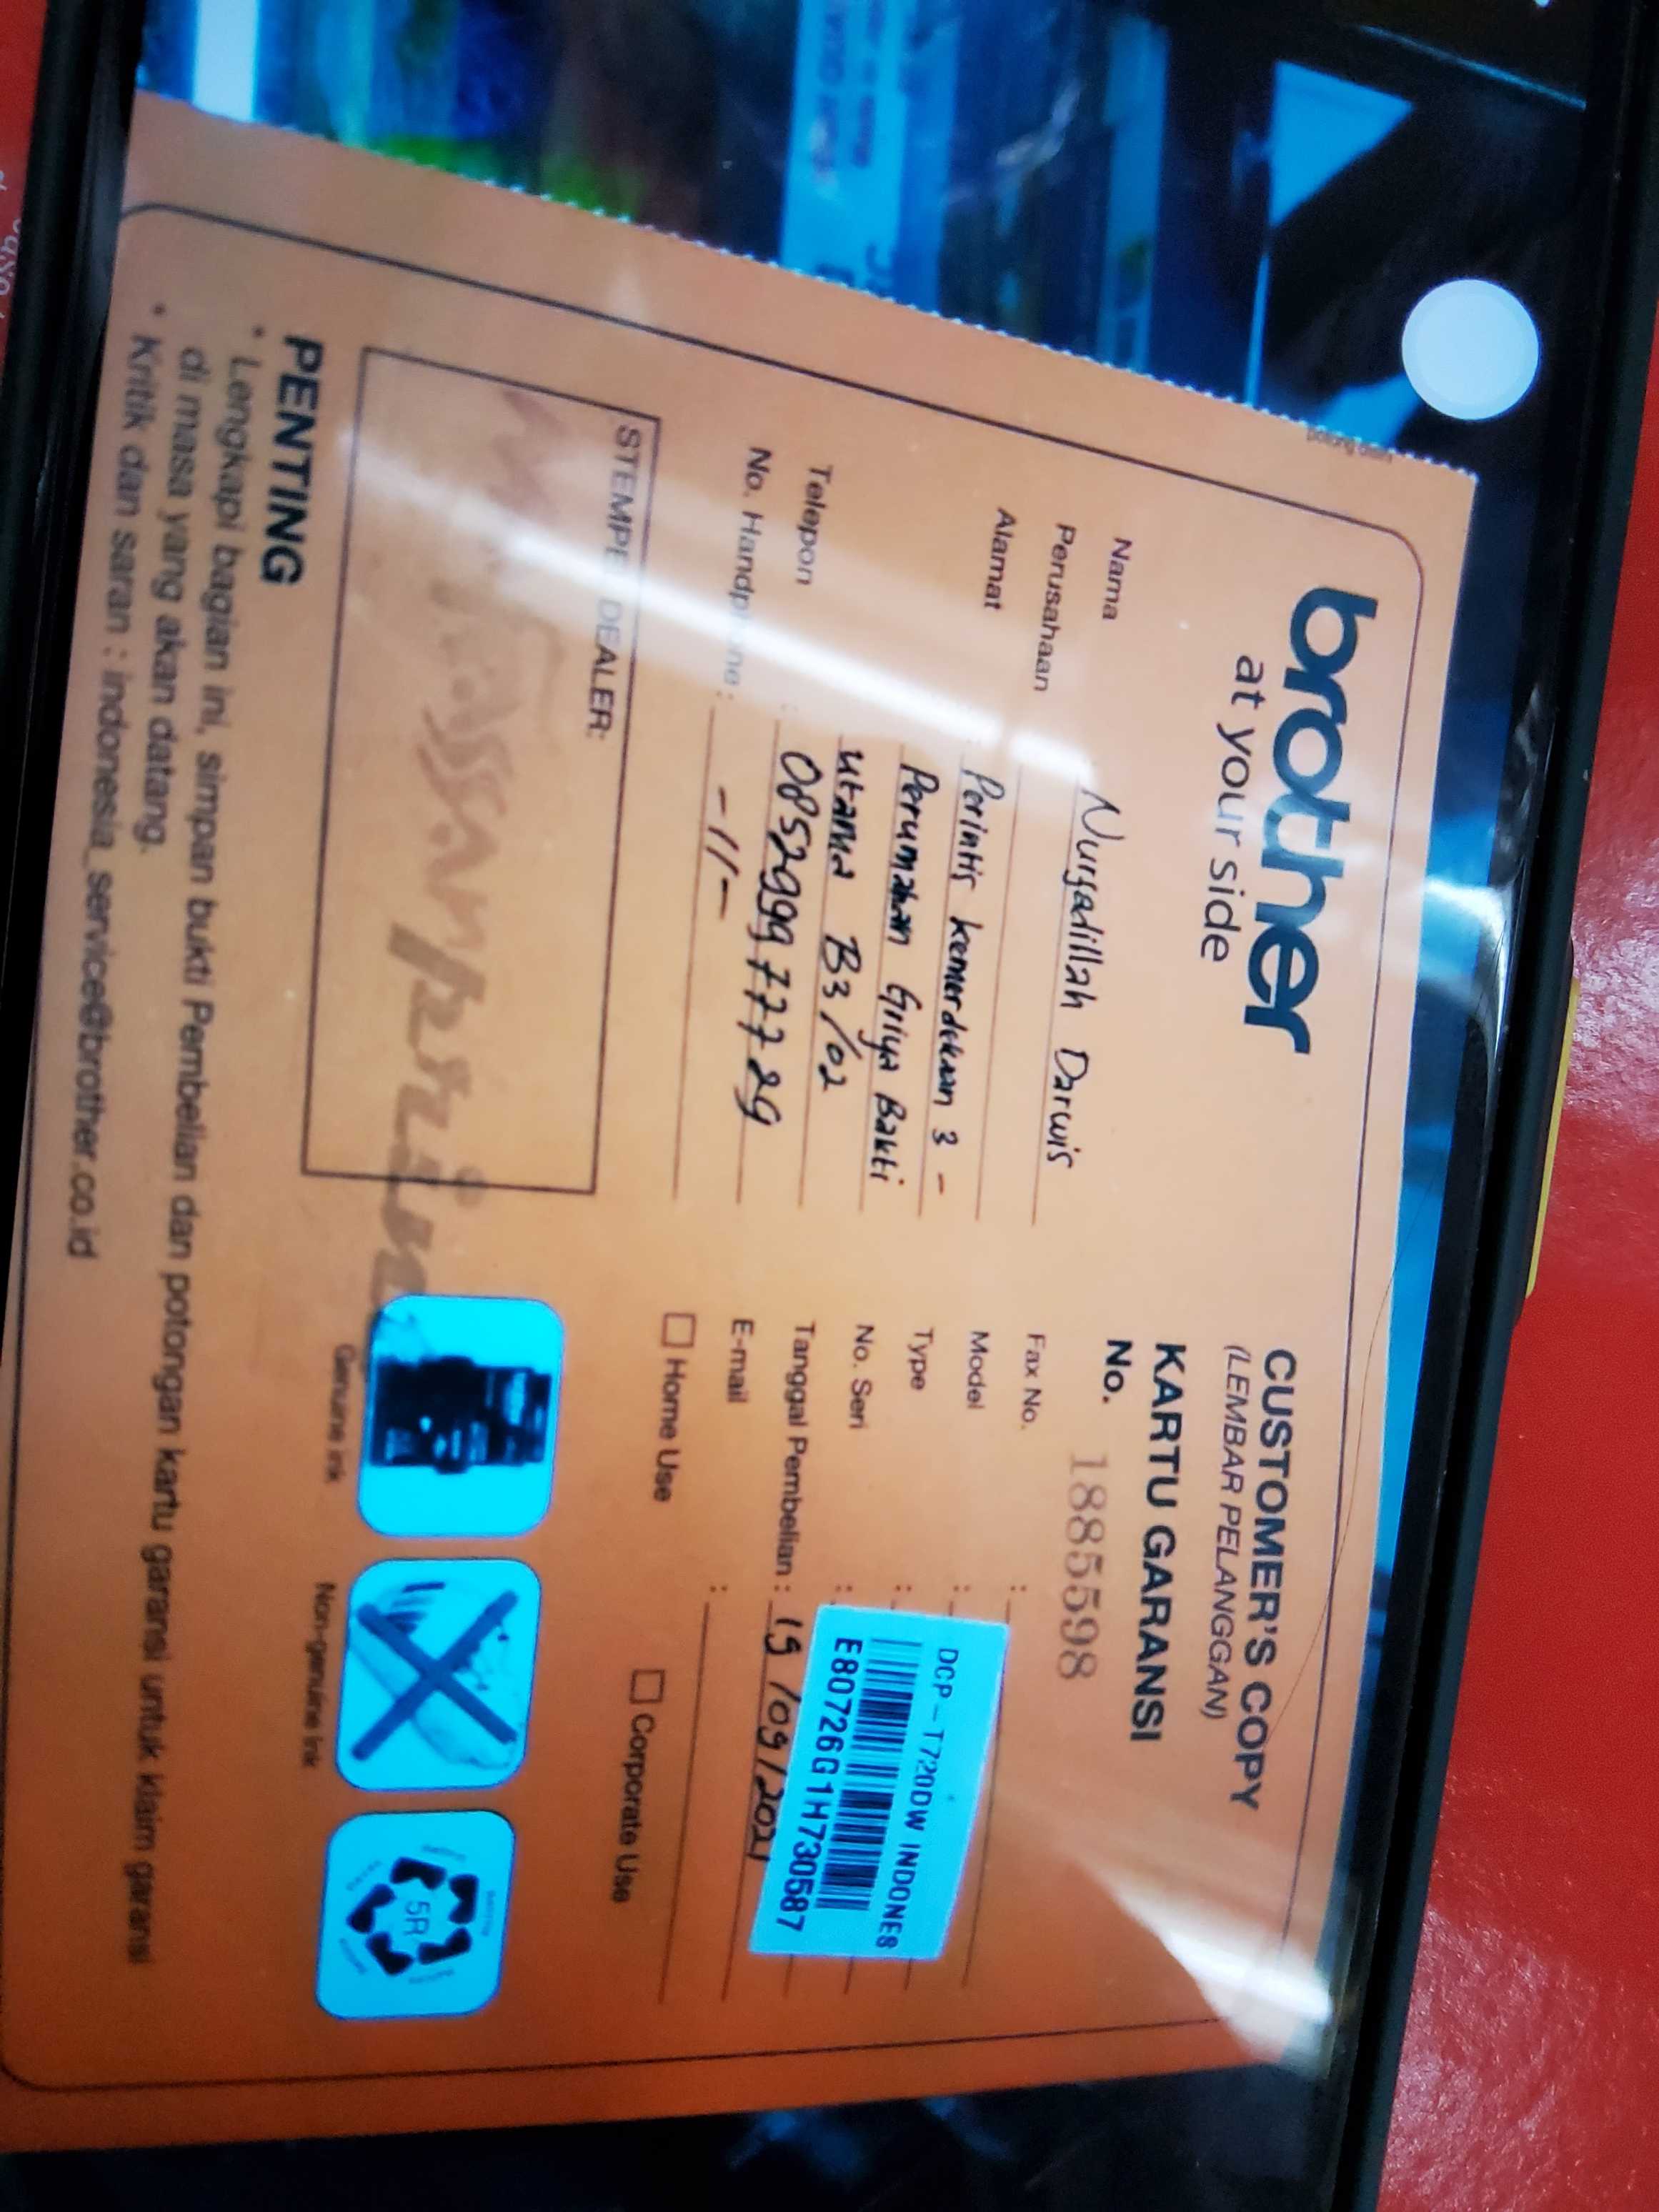 brother
at your side
CUSTOMER'S COPY
(LEMBAR PELANGGAN)
KARTU GARANSI
No. 1885598
Nama Nurfadillah Darwis
Perusahaan
Alamat Perintis kemerdekaan 3 -
Perumahan Griya Bakti
utama B3/02
Telepon : 085299977729
No. Handphone : -11-
Fax No. :
Model :
Type :
No. Seri :
DCP-T720DW INDONES
E80726G1H730587
Tanggal Pembelian : 19/09/2021
E-mail :
Home Use
Corporate Use
STEMPEL DEALER:
Genuine ink
Non-genuine ink
5R
PENTING
* Lengkapi bagian ini, simpan bukti Pembelian dan potongan kartu garansi untuk klaim garansi
di masa yang akan datang.
* Kritik dan saran : indonesia_service@brother.co.id